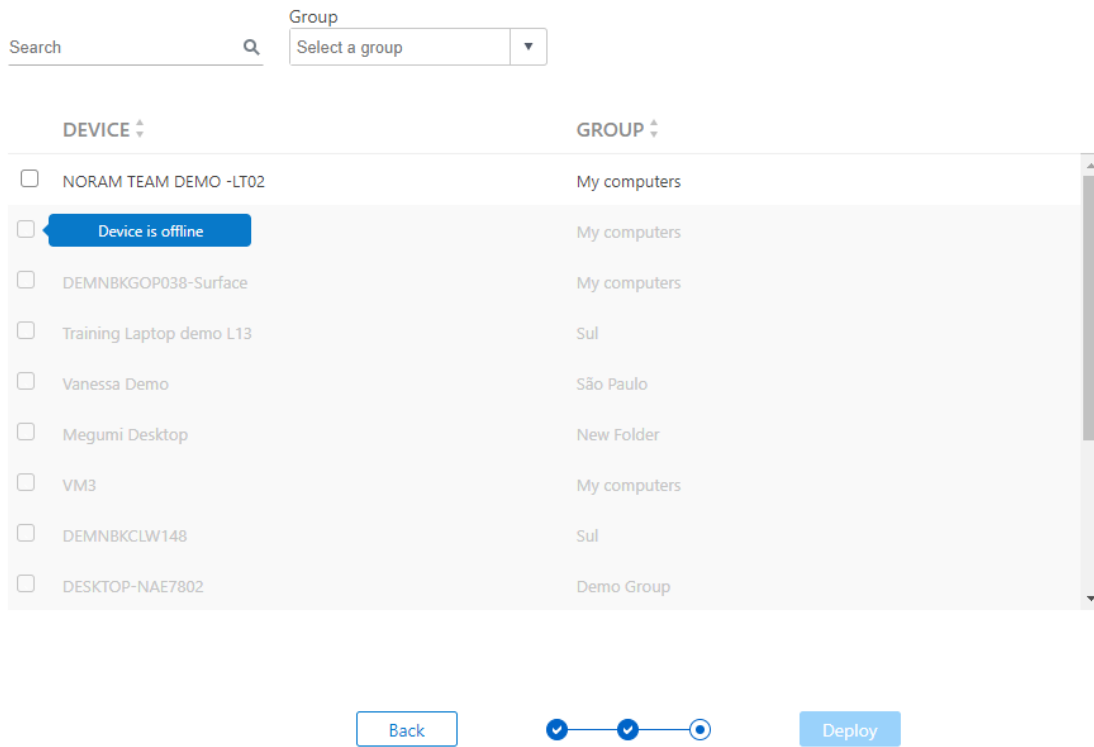 Group
Search
Select a group
DEVICE GROUP
NORAM TEAM DEMO -LT02 My computers
Device is offline My computers
DEMNBKGOP038-Surface My computers
Training Laptop demo L13 Sul
Vanessa Demo São Paulo
Megumi Desktop New Folder
VM3 My computers
DEMNBKCLW148 Sul
DESKTOP-NAE7802 Demo Group
Back Deploy